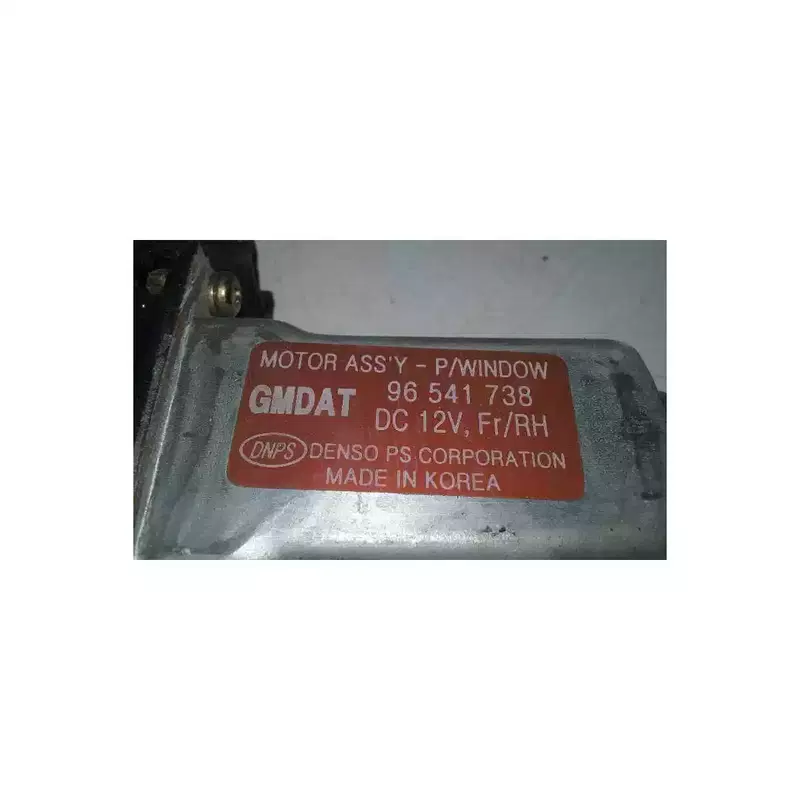 MOTOR ASS'Y - P/WINDOW
GMDAT 96 541 738
DC 12V, Fr/RH
DNPS DENSO PS CORPORATION
MADE IN KOREA